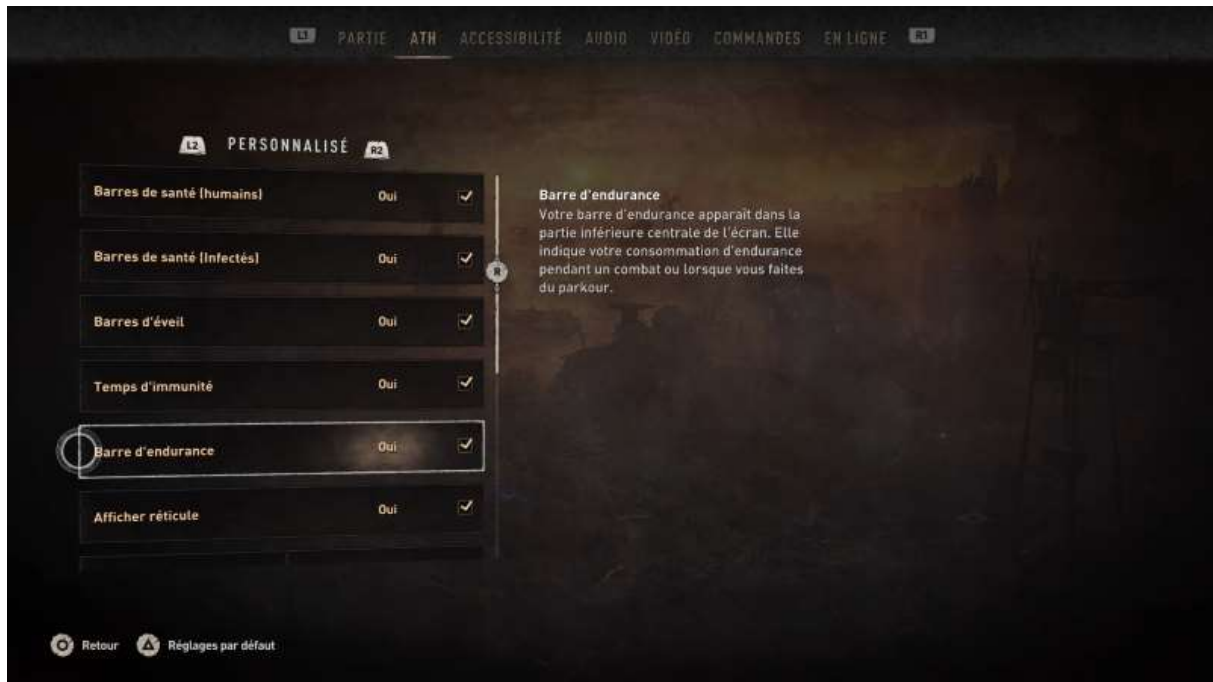 L1 PARTIE ATH ACCESSIBILITÉ AUDIO VIDÉO COMMANDES EN LIGNE R1
L2 PERSONNALISÉ R2
Barres de santé (humains) Oui
Barres de santé (Infectés) Oui
Barres d'éveil Oui
Temps d'immunité Oui
Barre d'endurance Oui
Afficher réticule Oui
R
Barre d'endurance
Votre barre d'endurance apparaît dans la
partie inférieure centrale de l'écran. Elle
indique votre consommation d'endurance
pendant un combat ou lorsque vous faites
du parkour.
Retour Réglages par défaut